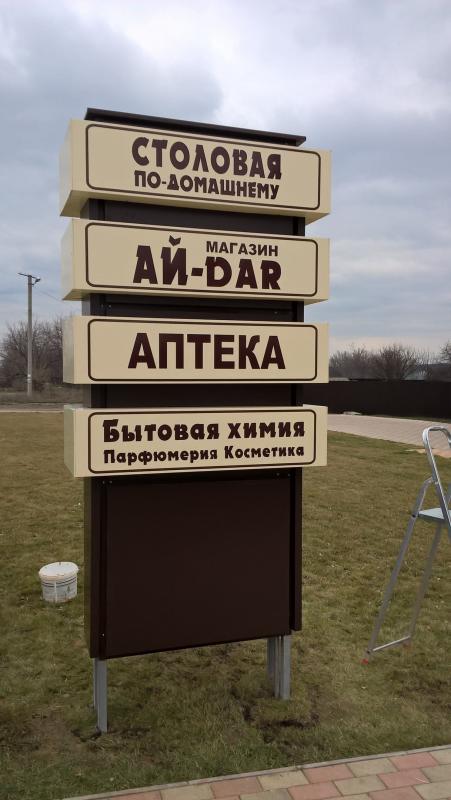 СТОЛОВАЯ
ПО-ДОМАШНЕМУ
МАГАЗИН
АЙ-DAR
АПТЕКА
Бытовая химия
Парфюмерия Косметика